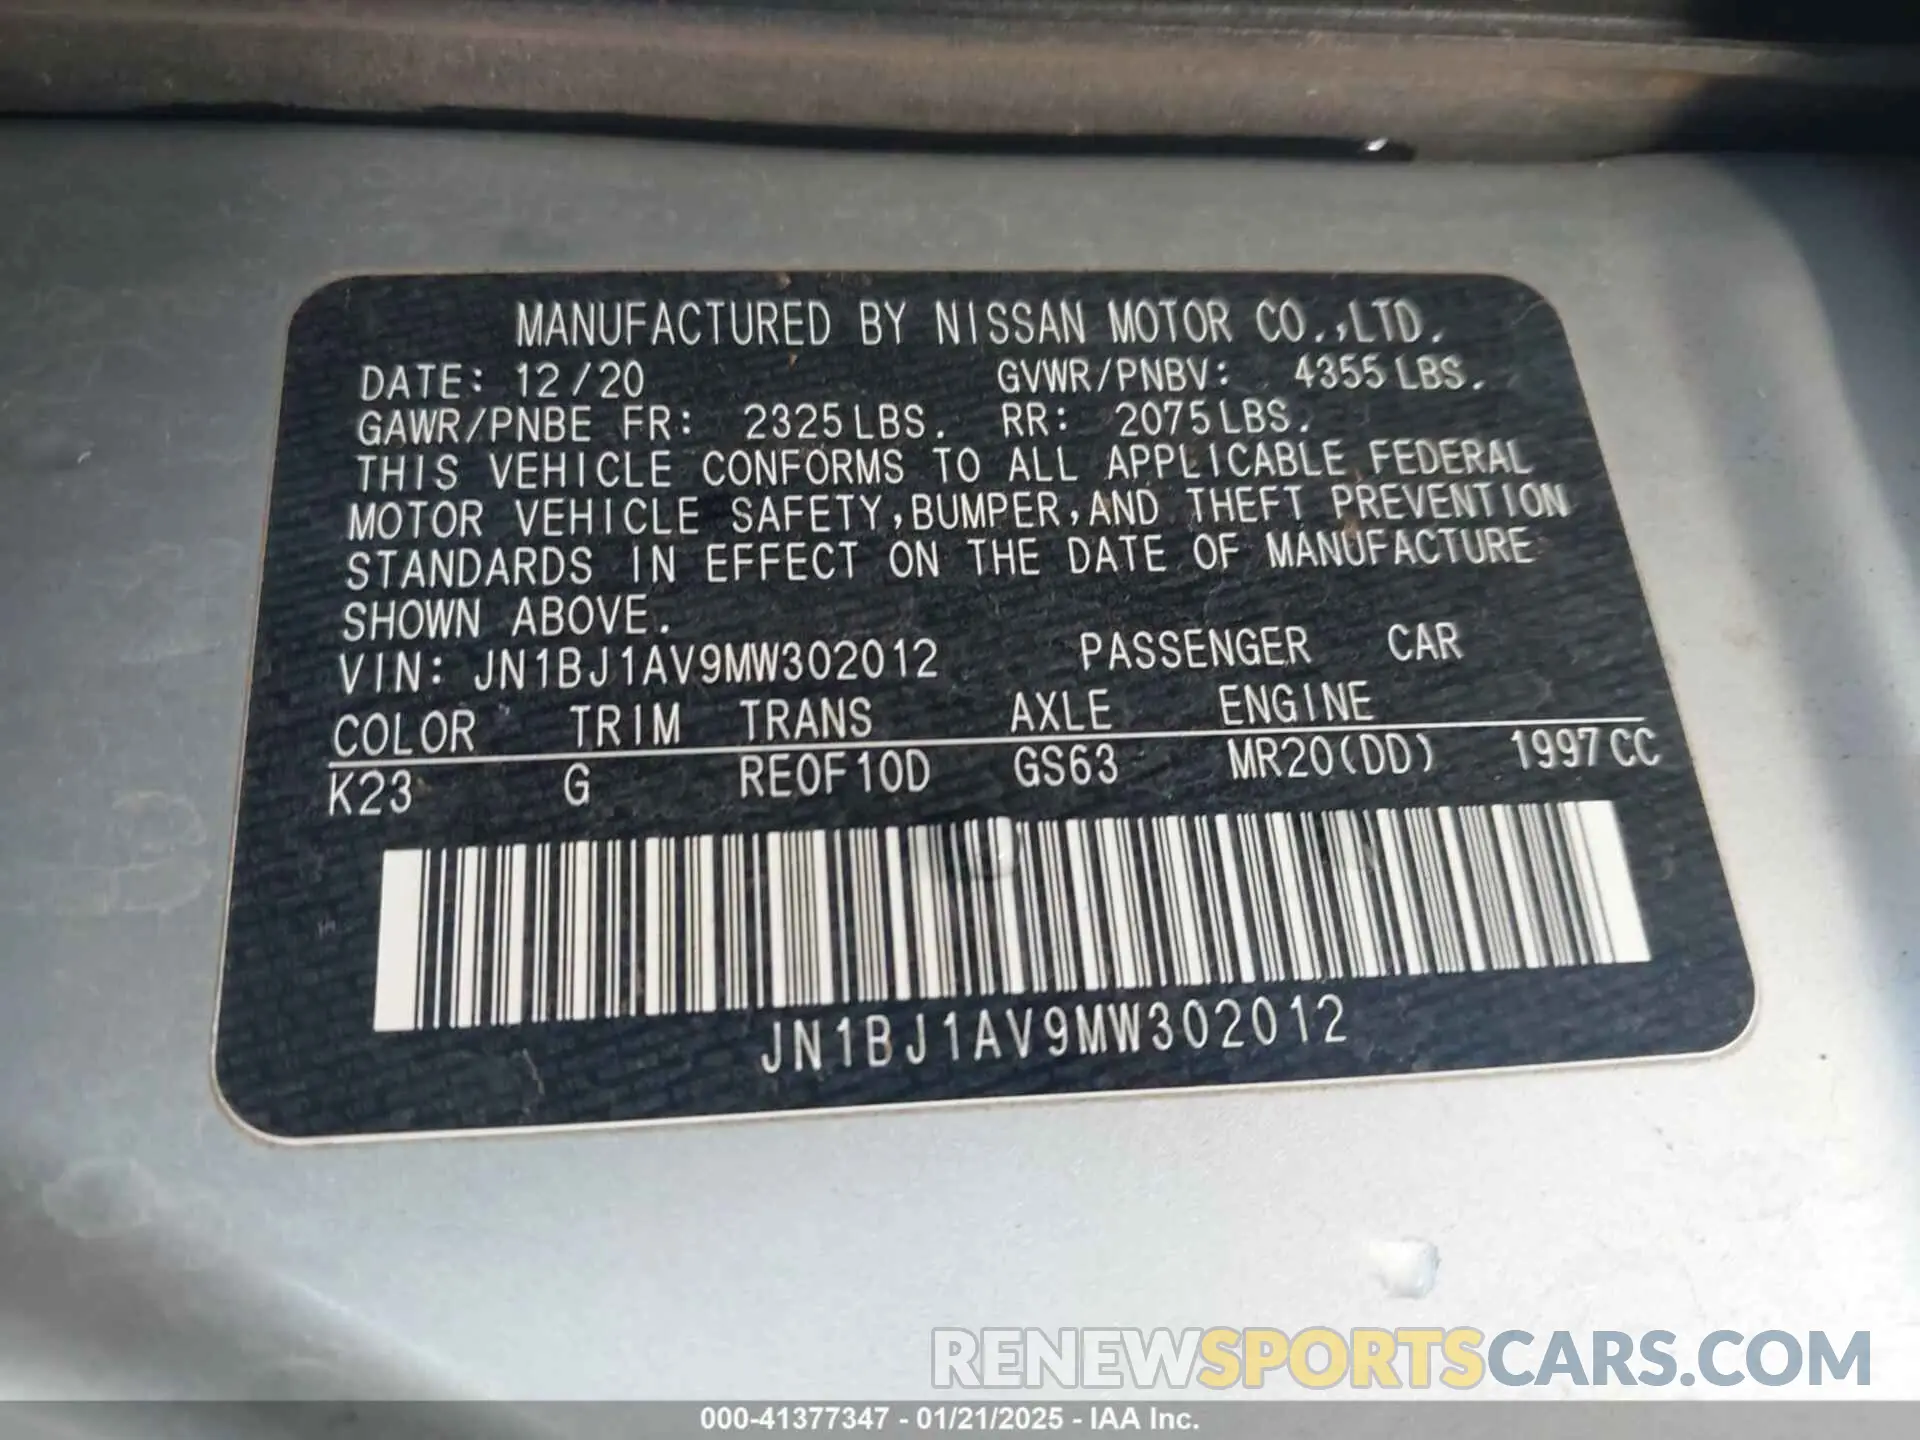 MANUFACTURED BY NISSAN MOTOR CO.,LTD.
DATE: 12/20 GVWR/PNBV: 4355 LBS.
GAWR/PNBE FR: 2325 LBS. RR: 2075 LBS.
THIS VEHICLE CONFORMS TO ALL APPLICABLE FEDERAL
MOTOR VEHICLE SAFETY,BUMPER,AND THEFT PREVENTION
STANDARDS IN EFFECT ON THE DATE OF MANUFACTURE
SHOWN ABOVE.
VIN: JN1BJ1AV9MW302012 PASSENGER CAR
COLOR TRIM TRANS AXLE ENGINE
K23 G RE0F10D GS63 MR20(DD) 1997 CC
JN1BJ1AV9MW302012
RENEWSPORTSCARS.COM
000-41377347 - 01/21/2025 - IAA Inc.